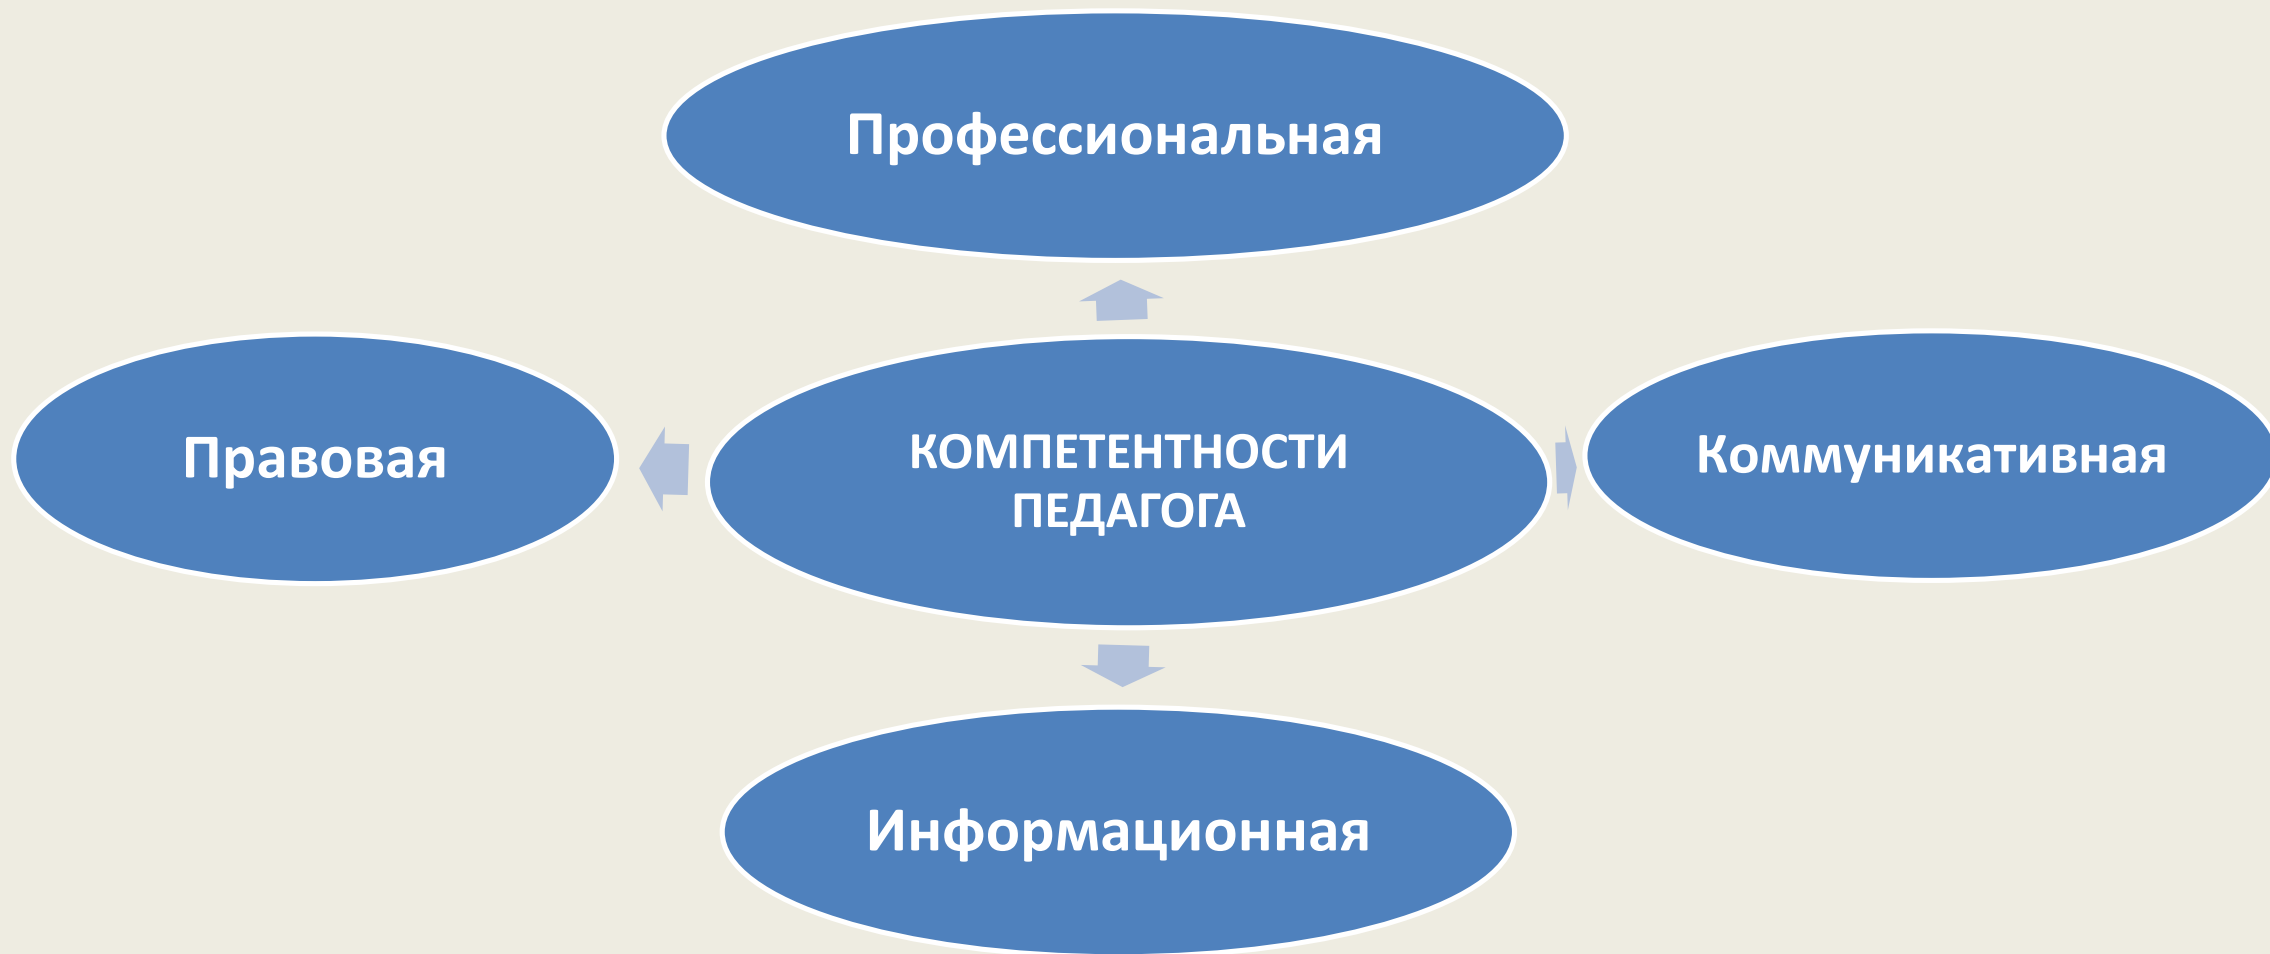 Профессиональная
Правовая
КОМПЕТЕНТНОСТИ
ПЕДАГОГА
Коммуникативная
Информационная